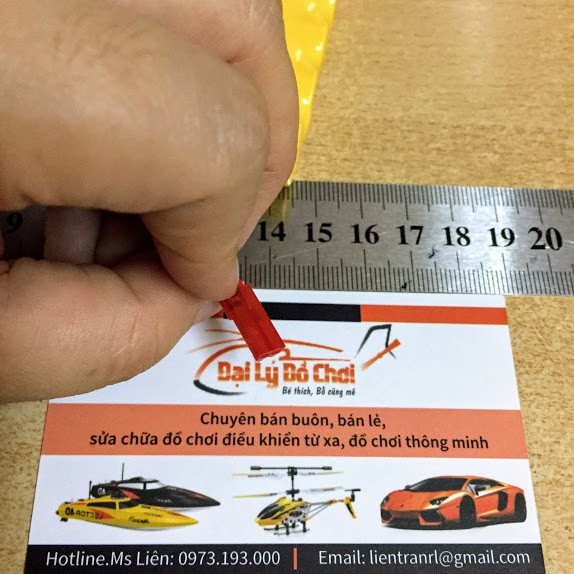 9 14 15 16 17 18 19 20
Đại Lý Đồ Chơi
Bé thích, Bố cũng mê
Chuyên bán buôn, bán lẻ,
sửa chữa đồ chơi điều khiển từ xa, đồ chơi thông minh
VECTOR
Hotline.Ms Liên: 0973.193.000 | Email: lientranrl@gmail.com